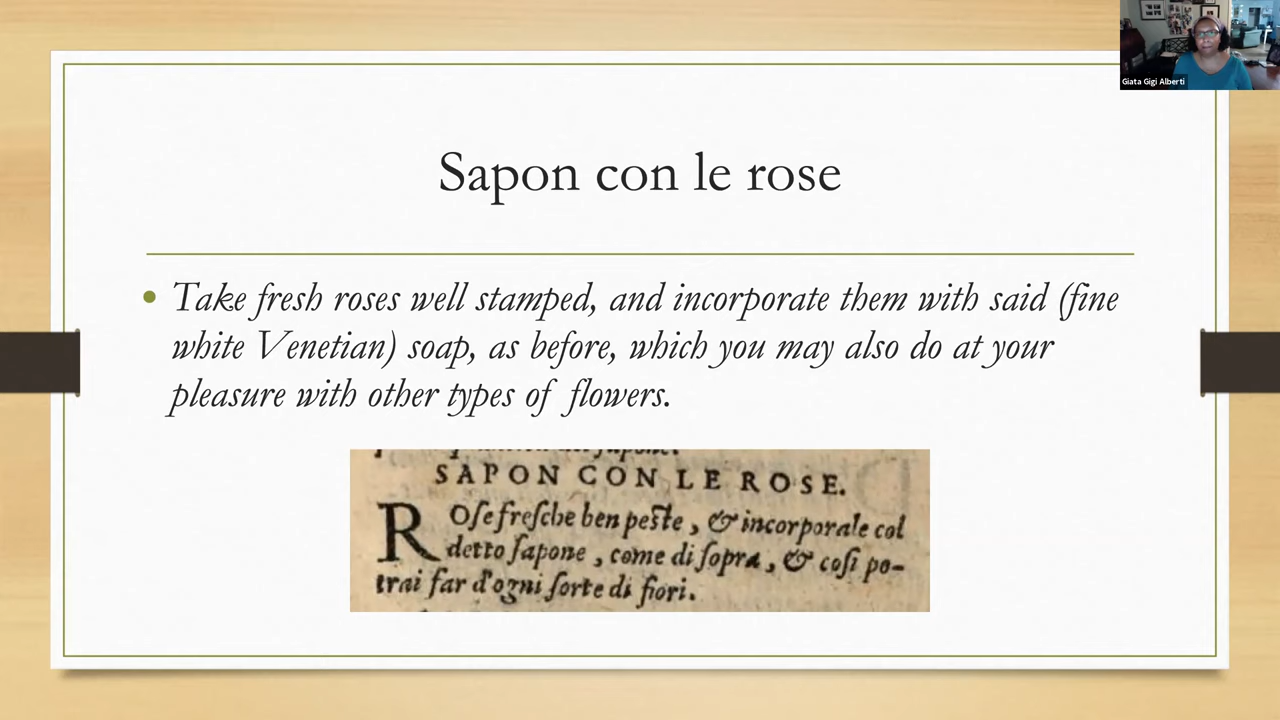 Giata Gigi Alberti
Sapon con le rose
• Take fresh roses well stamped, and incorporate them with said (fine
white Venetian) soap, as before, which you may also do at your
pleasure with other types of flowers.
SAPON CON LE ROSE.
ROſe freſche ben peſte, & incorporale col
detto ſapone, come di ſopra, & coſi po-
trai far d'ogni ſorte di fiori.